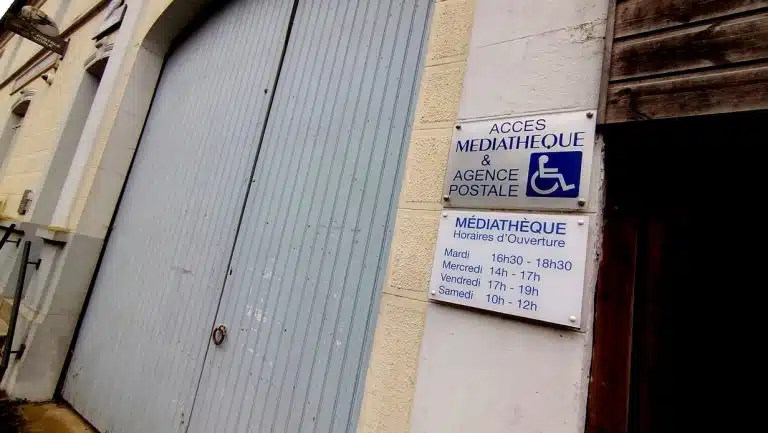 ACCES
MEDIATHEQUE
&
AGENCE
POSTALE
MÉDIATHÈQUE
Horaires d'Ouverture
Mardi 16h30 - 18h30
Mercredi 14h - 17h
Vendredi 17h - 19h
Samedi 10h - 12h